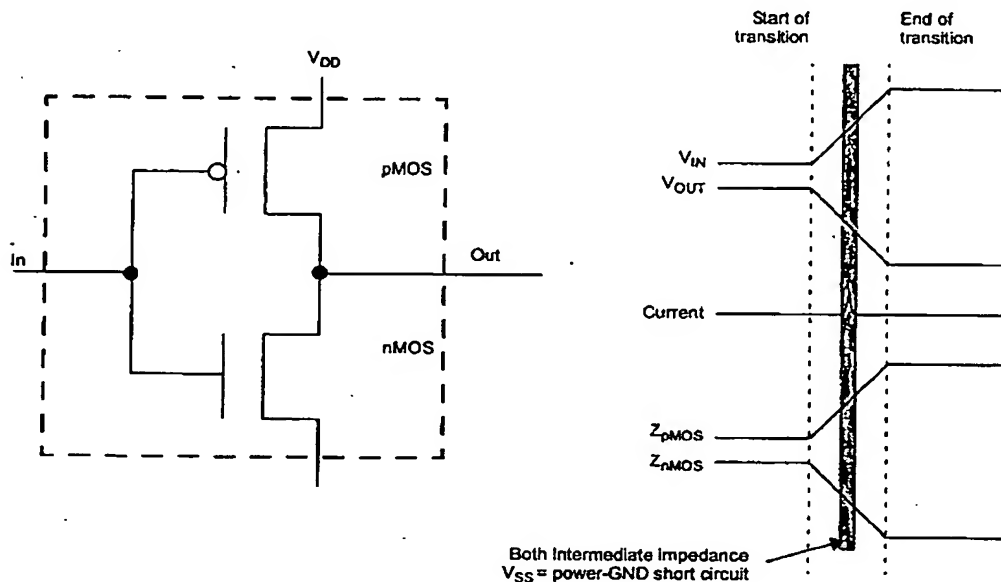 VDD
pMOS
In
Out
nMOS
Start of
transition
End of
transition
VIN
VOUT
Current
ZpMOS
ZnMOS
Both Intermediate Impedance
VSS = power-GND short circuit